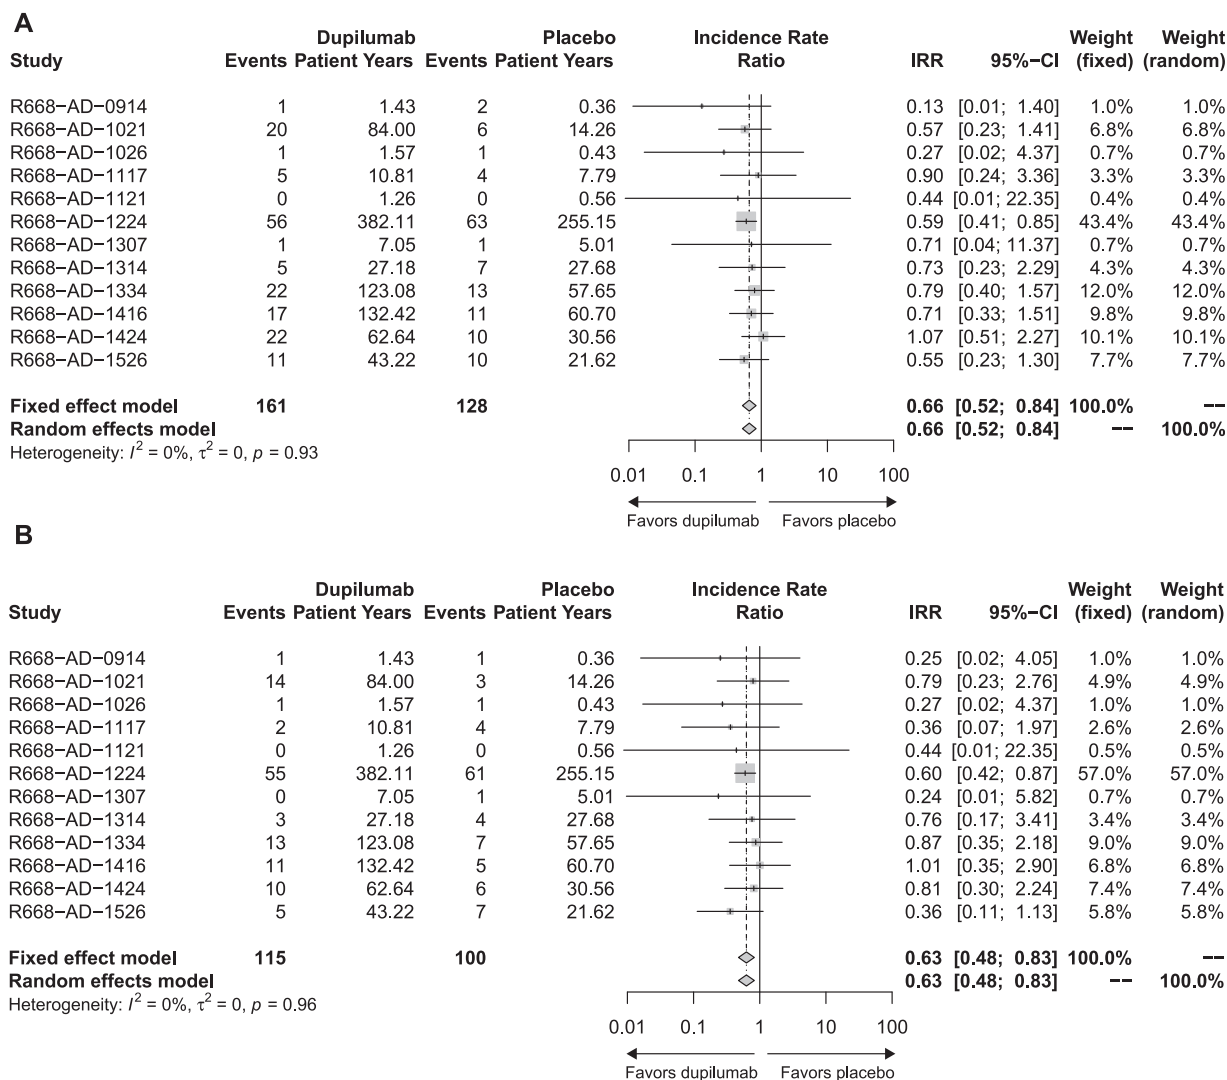 A
Dupilumab Placebo Incidence Rate Weight Weight
Study Events Patient Years Events Patient Years Ratio IRR 95%−CI (fixed) (random)
R668−AD−0914 1 1.43 2 0.36 0.13 [0.01; 1.40] 1.0% 1.0%
R668−AD−1021 20 84.00 6 14.26 0.57 [0.23; 1.41] 6.8% 6.8%
R668−AD−1026 1 1.57 1 0.43 0.27 [0.02; 4.37] 0.7% 0.7%
R668−AD−1117 5 10.81 4 7.79 0.90 [0.24; 3.36] 3.3% 3.3%
R668−AD−1121 0 1.26 0 0.56 0.44 [0.01; 22.35] 0.4% 0.4%
R668−AD−1224 56 382.11 63 255.15 0.59 [0.41; 0.85] 43.4% 43.4%
R668−AD−1307 1 7.05 1 5.01 0.71 [0.04; 11.37] 0.7% 0.7%
R668−AD−1314 5 27.18 7 27.68 0.73 [0.23; 2.29] 4.3% 4.3%
R668−AD−1334 22 123.08 13 57.65 0.79 [0.40; 1.57] 12.0% 12.0%
R668−AD−1416 17 132.42 11 60.70 0.71 [0.33; 1.51] 9.8% 9.8%
R668−AD−1424 22 62.64 10 30.56 1.07 [0.51; 2.27] 10.1% 10.1%
R668−AD−1526 11 43.22 10 21.62 0.55 [0.23; 1.30] 7.7% 7.7%
Fixed effect model 161 128 0.66 [0.52; 0.84] 100.0% −−
Random effects model 0.66 [0.52; 0.84] −− 100.0%
Heterogeneity: I² = 0%, τ² = 0, p = 0.93
0.01 0.1 1 10 100
Favors dupilumab Favors placebo
B
Dupilumab Placebo Incidence Rate Weight Weight
Study Events Patient Years Events Patient Years Ratio IRR 95%−CI (fixed) (random)
R668−AD−0914 1 1.43 1 0.36 0.25 [0.02; 4.05] 1.0% 1.0%
R668−AD−1021 14 84.00 3 14.26 0.79 [0.23; 2.76] 4.9% 4.9%
R668−AD−1026 1 1.57 1 0.43 0.27 [0.02; 4.37] 1.0% 1.0%
R668−AD−1117 2 10.81 4 7.79 0.36 [0.07; 1.97] 2.6% 2.6%
R668−AD−1121 0 1.26 0 0.56 0.44 [0.01; 22.35] 0.5% 0.5%
R668−AD−1224 55 382.11 61 255.15 0.60 [0.42; 0.87] 57.0% 57.0%
R668−AD−1307 0 7.05 1 5.01 0.24 [0.01; 5.82] 0.7% 0.7%
R668−AD−1314 3 27.18 4 27.68 0.76 [0.17; 3.41] 3.4% 3.4%
R668−AD−1334 13 123.08 7 57.65 0.87 [0.35; 2.18] 9.0% 9.0%
R668−AD−1416 11 132.42 5 60.70 1.01 [0.35; 2.90] 6.8% 6.8%
R668−AD−1424 10 62.64 6 30.56 0.81 [0.30; 2.24] 7.4% 7.4%
R668−AD−1526 5 43.22 7 21.62 0.36 [0.11; 1.13] 5.8% 5.8%
Fixed effect model 115 100 0.63 [0.48; 0.83] 100.0% −−
Random effects model 0.63 [0.48; 0.83] −− 100.0%
Heterogeneity: I² = 0%, τ² = 0, p = 0.96
0.01 0.1 1 10 100
Favors dupilumab Favors placebo